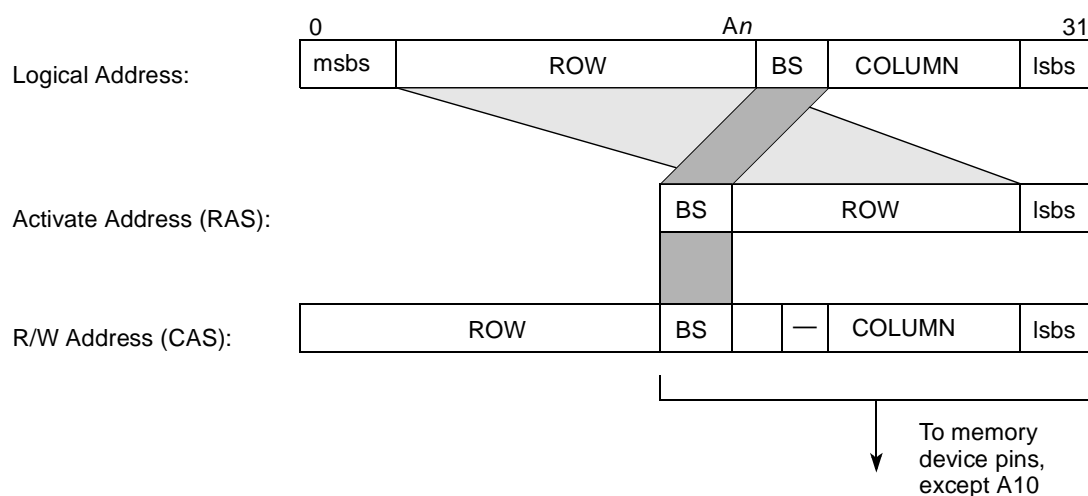 0 An 31
Logical Address: msbs ROW BS COLUMN lsbs
Activate Address (RAS): BS ROW lsbs
R/W Address (CAS): ROW BS — COLUMN lsbs
To memory
device pins,
except A10